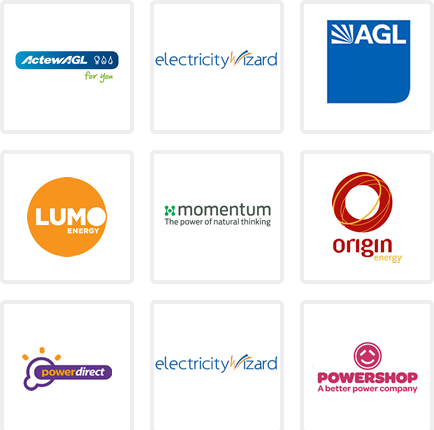 ActewAGL
for you
electricityWizard
AGL
LUMO
ENERGY
momentum
The power of natural thinking
origin
energy
powerdirect
electricityWizard
POWERSHOP
A better power company